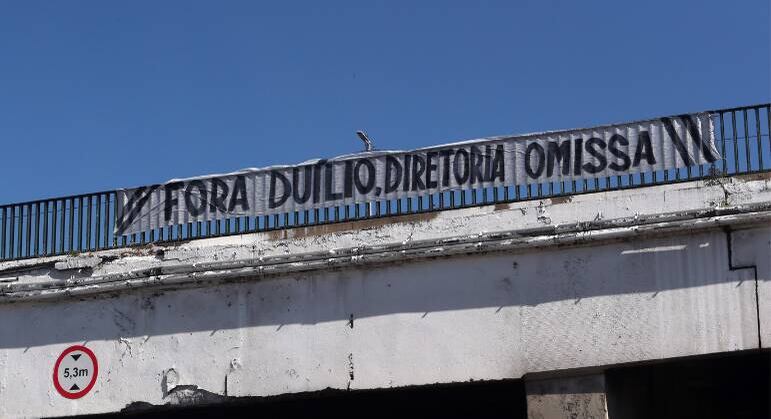 FORA DUÍLIO, DIRETORIA OMISSA
5,3m